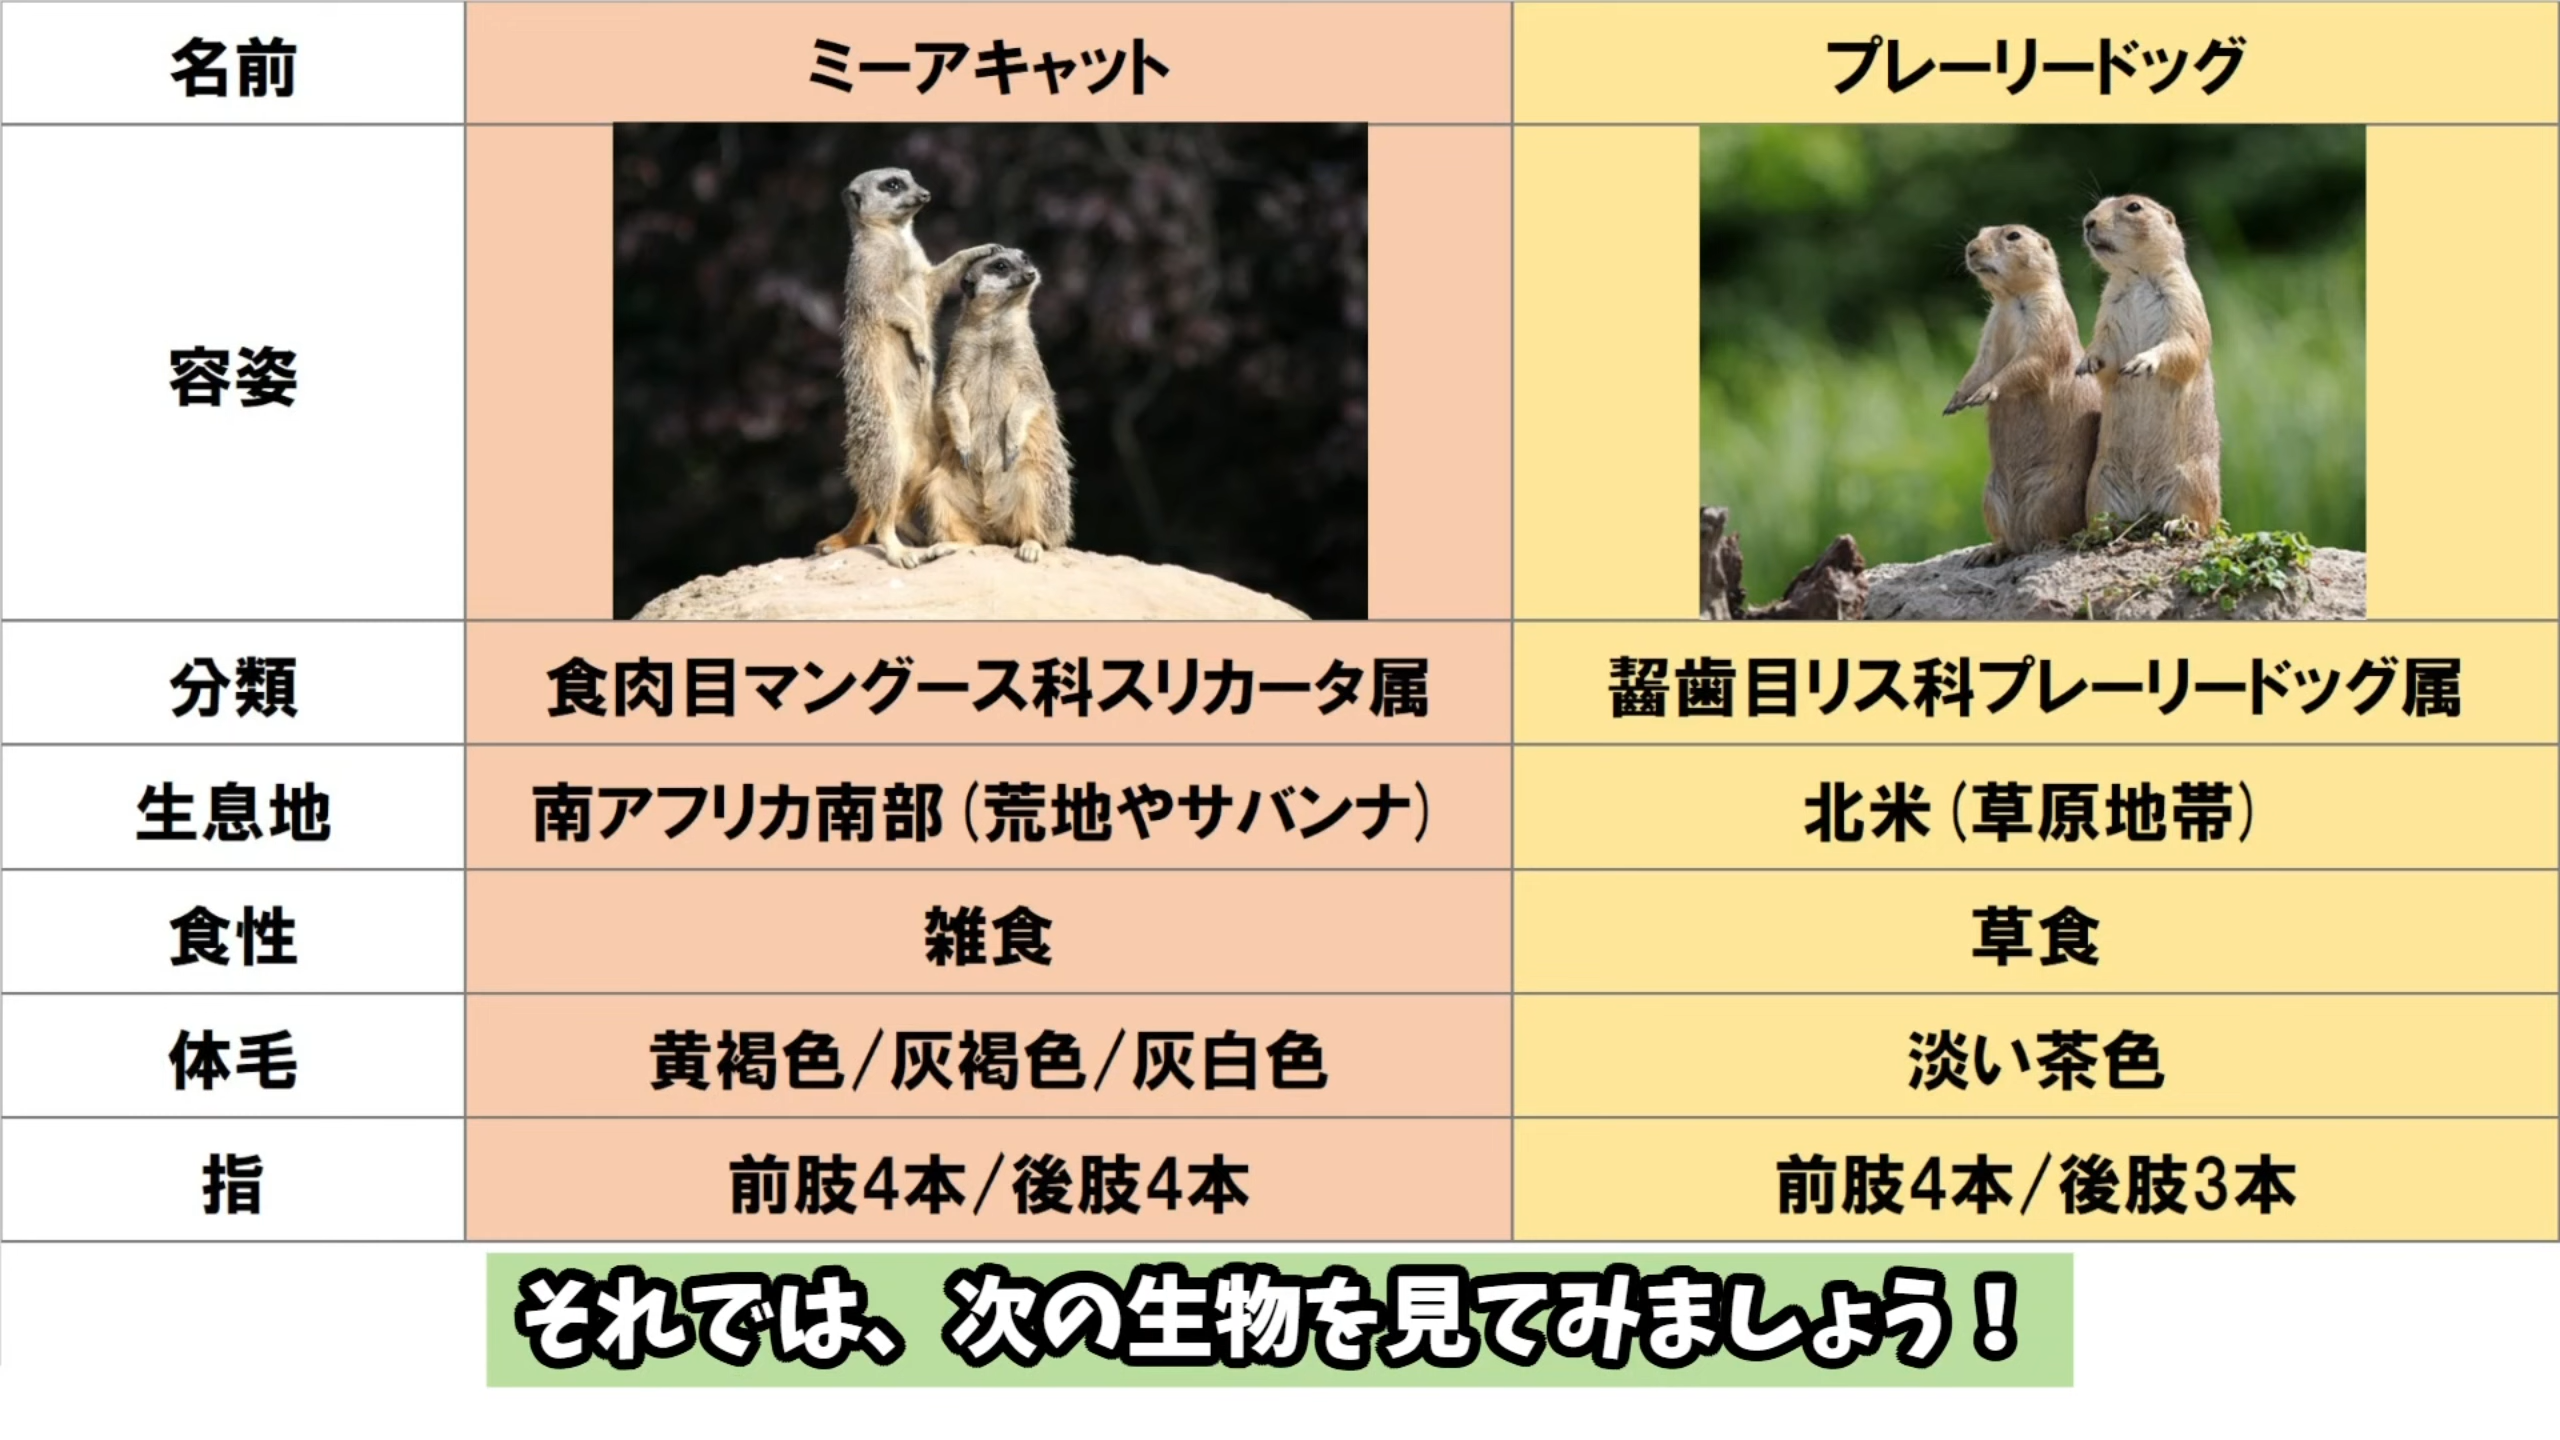 名前 ミーアキャット プレーリードッグ
容姿
分類 食肉目マングース科スリカータ属 齧歯目リス科プレーリードッグ属
生息地 南アフリカ南部(荒地やサバンナ) 北米(草原地帯)
食性 雑食 草食
体毛 黄褐色/灰褐色/灰白色 淡い茶色
指 前肢4本/後肢4本 前肢4本/後肢3本
それでは、次の生物を見てみましょう！